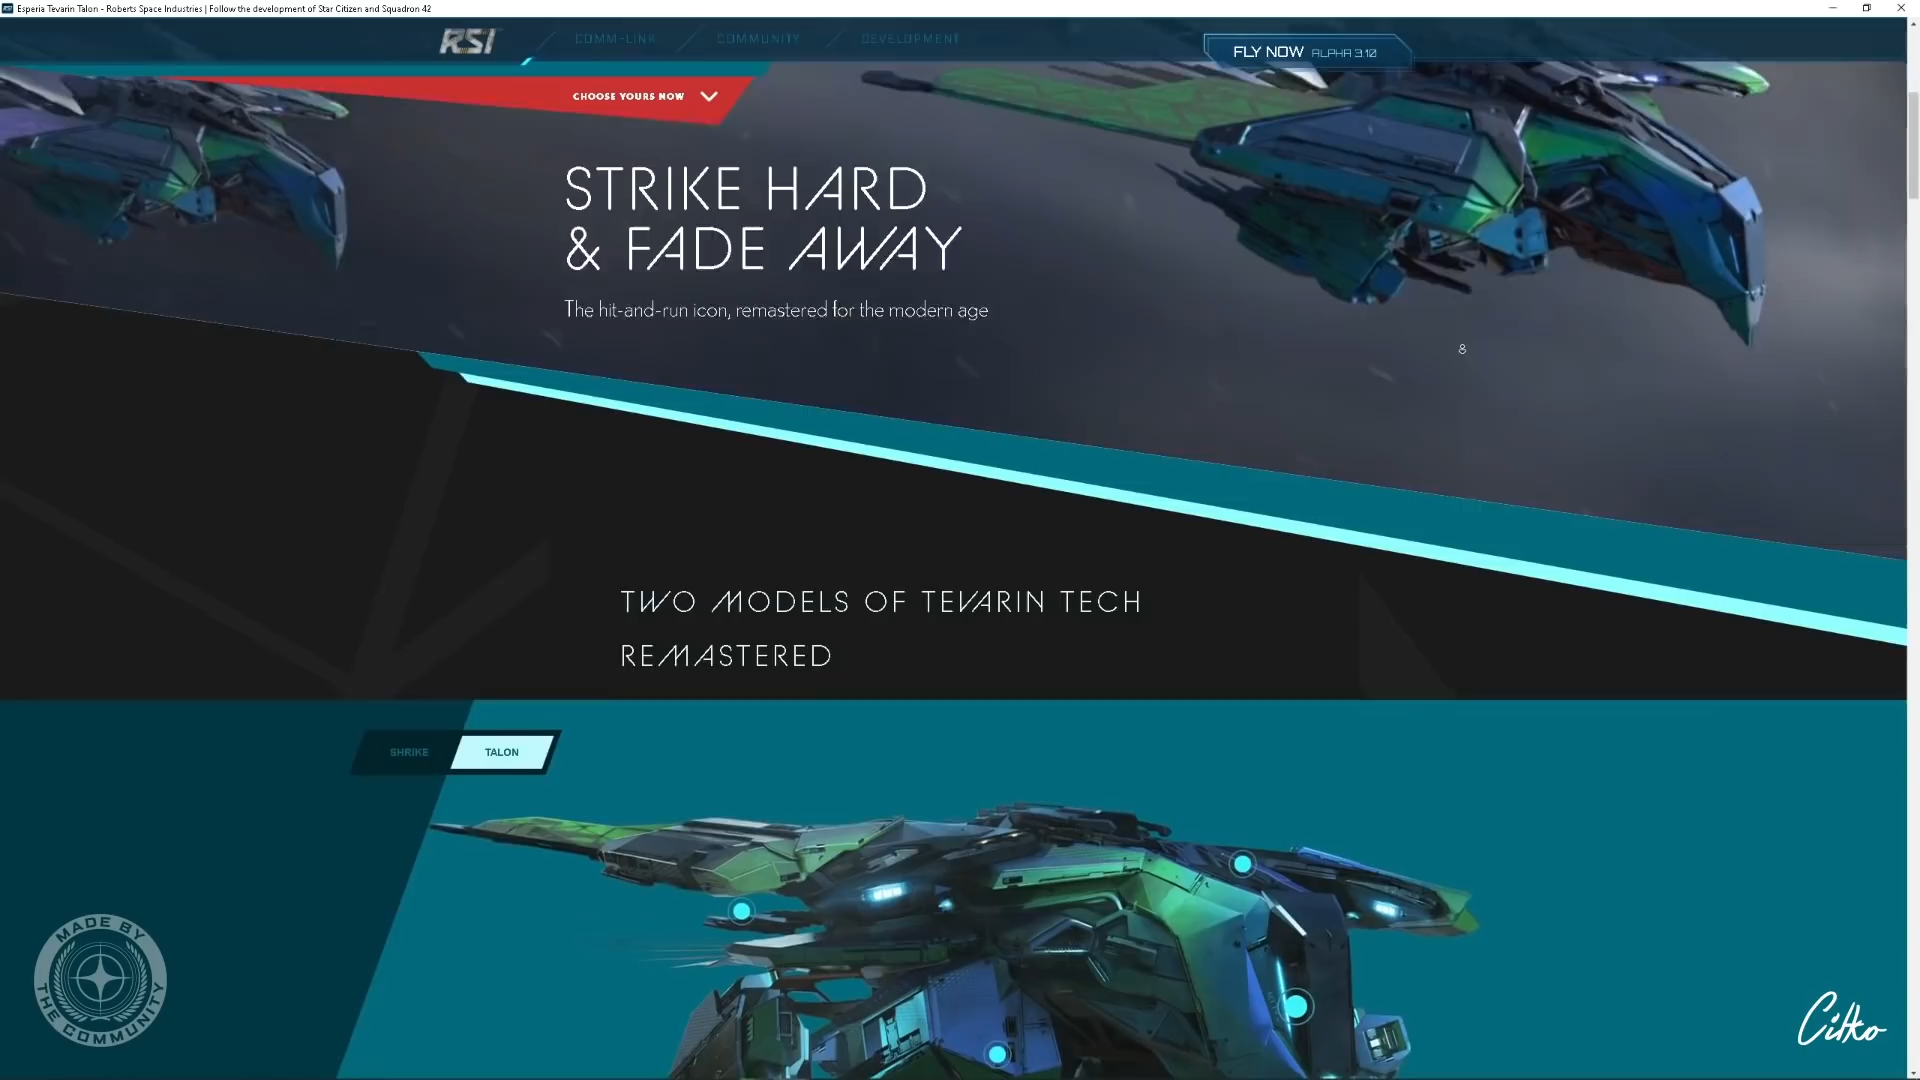 Esperia Tevarin Talon - Roberts Space Industries | Follow the development of Star Citizen and Squadron 42
RSI
COMM-LINK
COMMUNITY
DEVELOPMENT
FLY NOW ALPHA 3.10
CHOOSE YOURS NOW
STRIKE HARD
& FADE AWAY
The hit-and-run icon, remastered for the modern age
TWO MODELS OF TEVARIN TECH
REMASTERED
SHRIKE
TALON
MADE BY
THE COMMUNITY
Citko